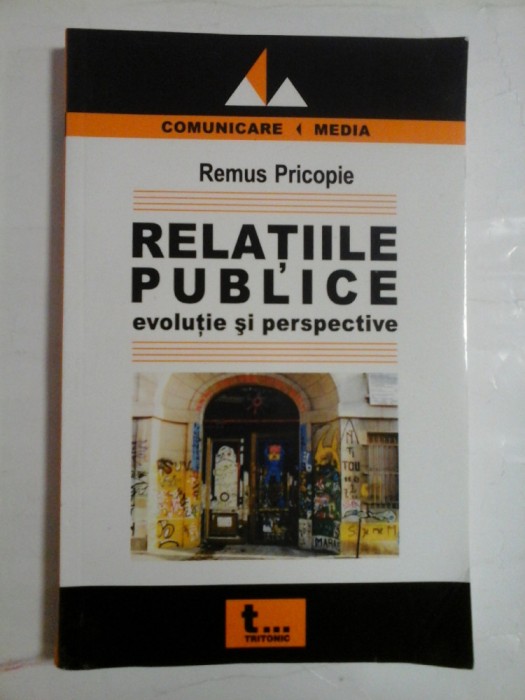 COMUNICARE MEDIA
Remus Pricopie
RELAȚIILE
PUBLICE
evoluție și perspective
t...
TRITONIC